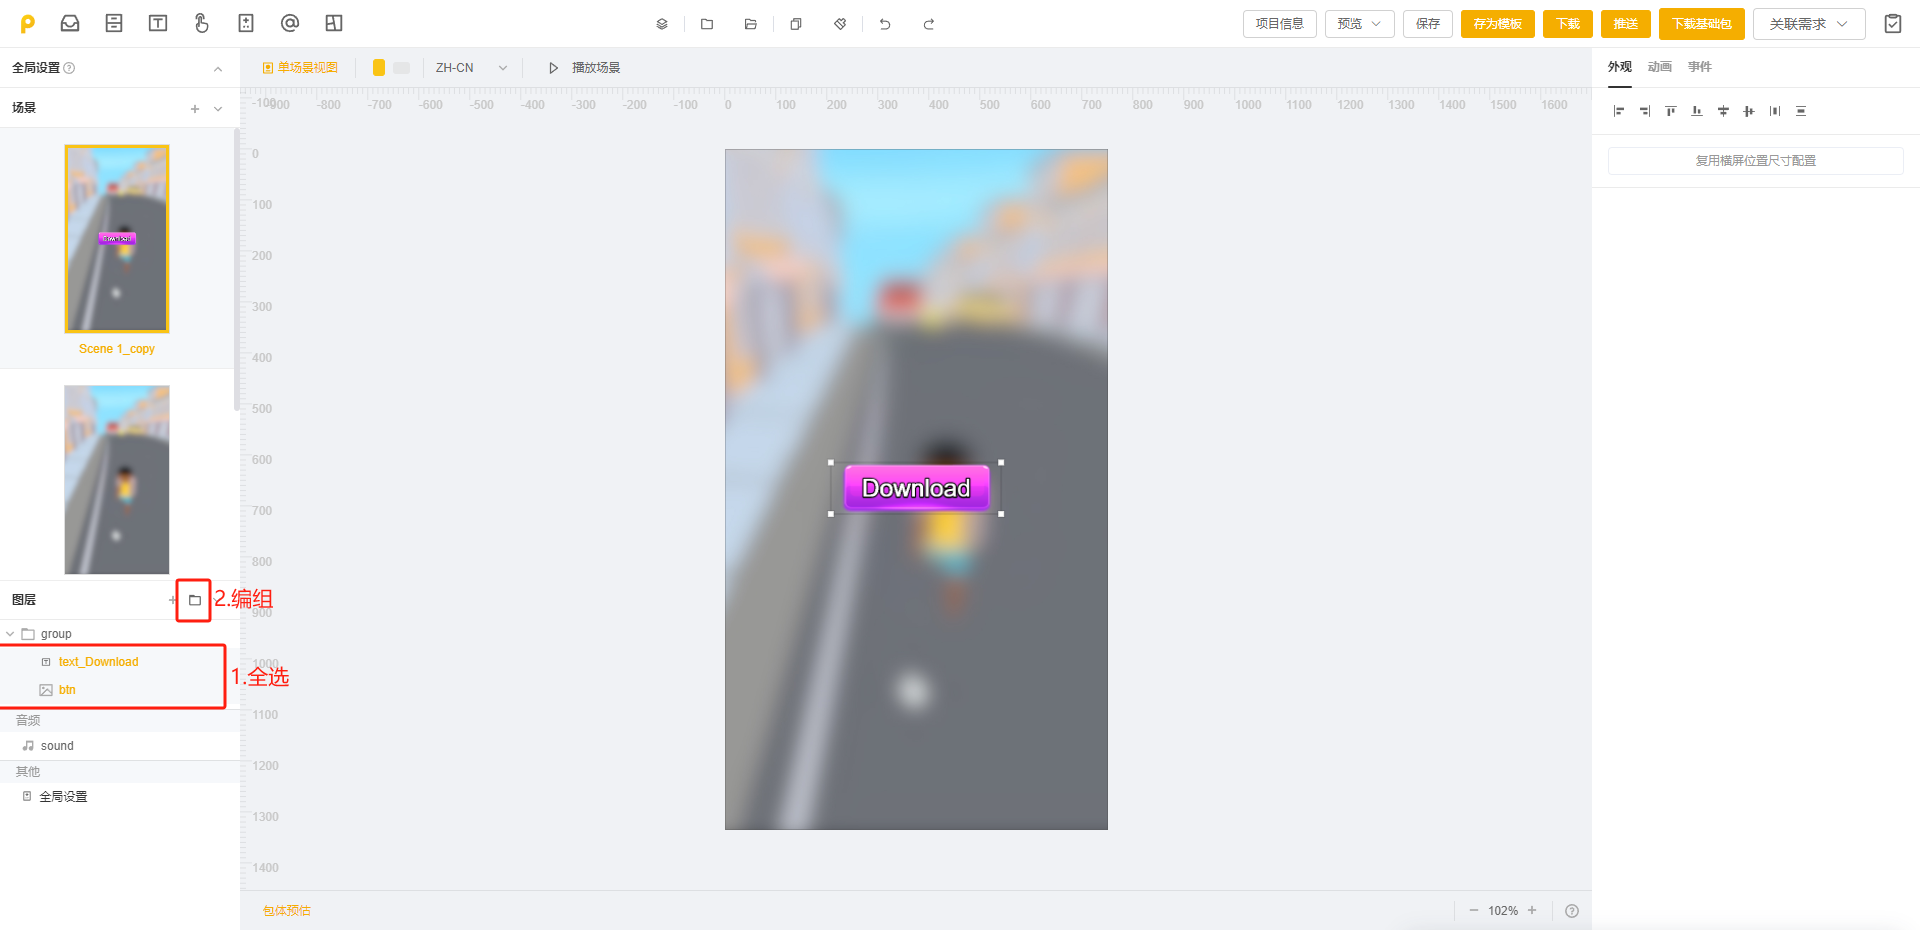 项目信息
预览
保存
存为模板
下载
推送
下载基础包
关联需求
全局设置
单场景视图
ZH-CN
播放场景
外观 动画 事件
场景
-100 -900 -800 -700 -600 -500 -400 -300 -200 -100 0 100 200 300 400 500 600 700 800 900 1000 1100 1200 1300 1400 1500 1600
复用横屏位置尺寸配置
0
100
200
300
400
500
600
700
800
900
1000
1100
1200
1300
1400
Download
Scene 1_copy
Download
图层
2.编组
group
text_Download
btn
1.全选
音频
sound
其他
全局设置
包体预估
102%